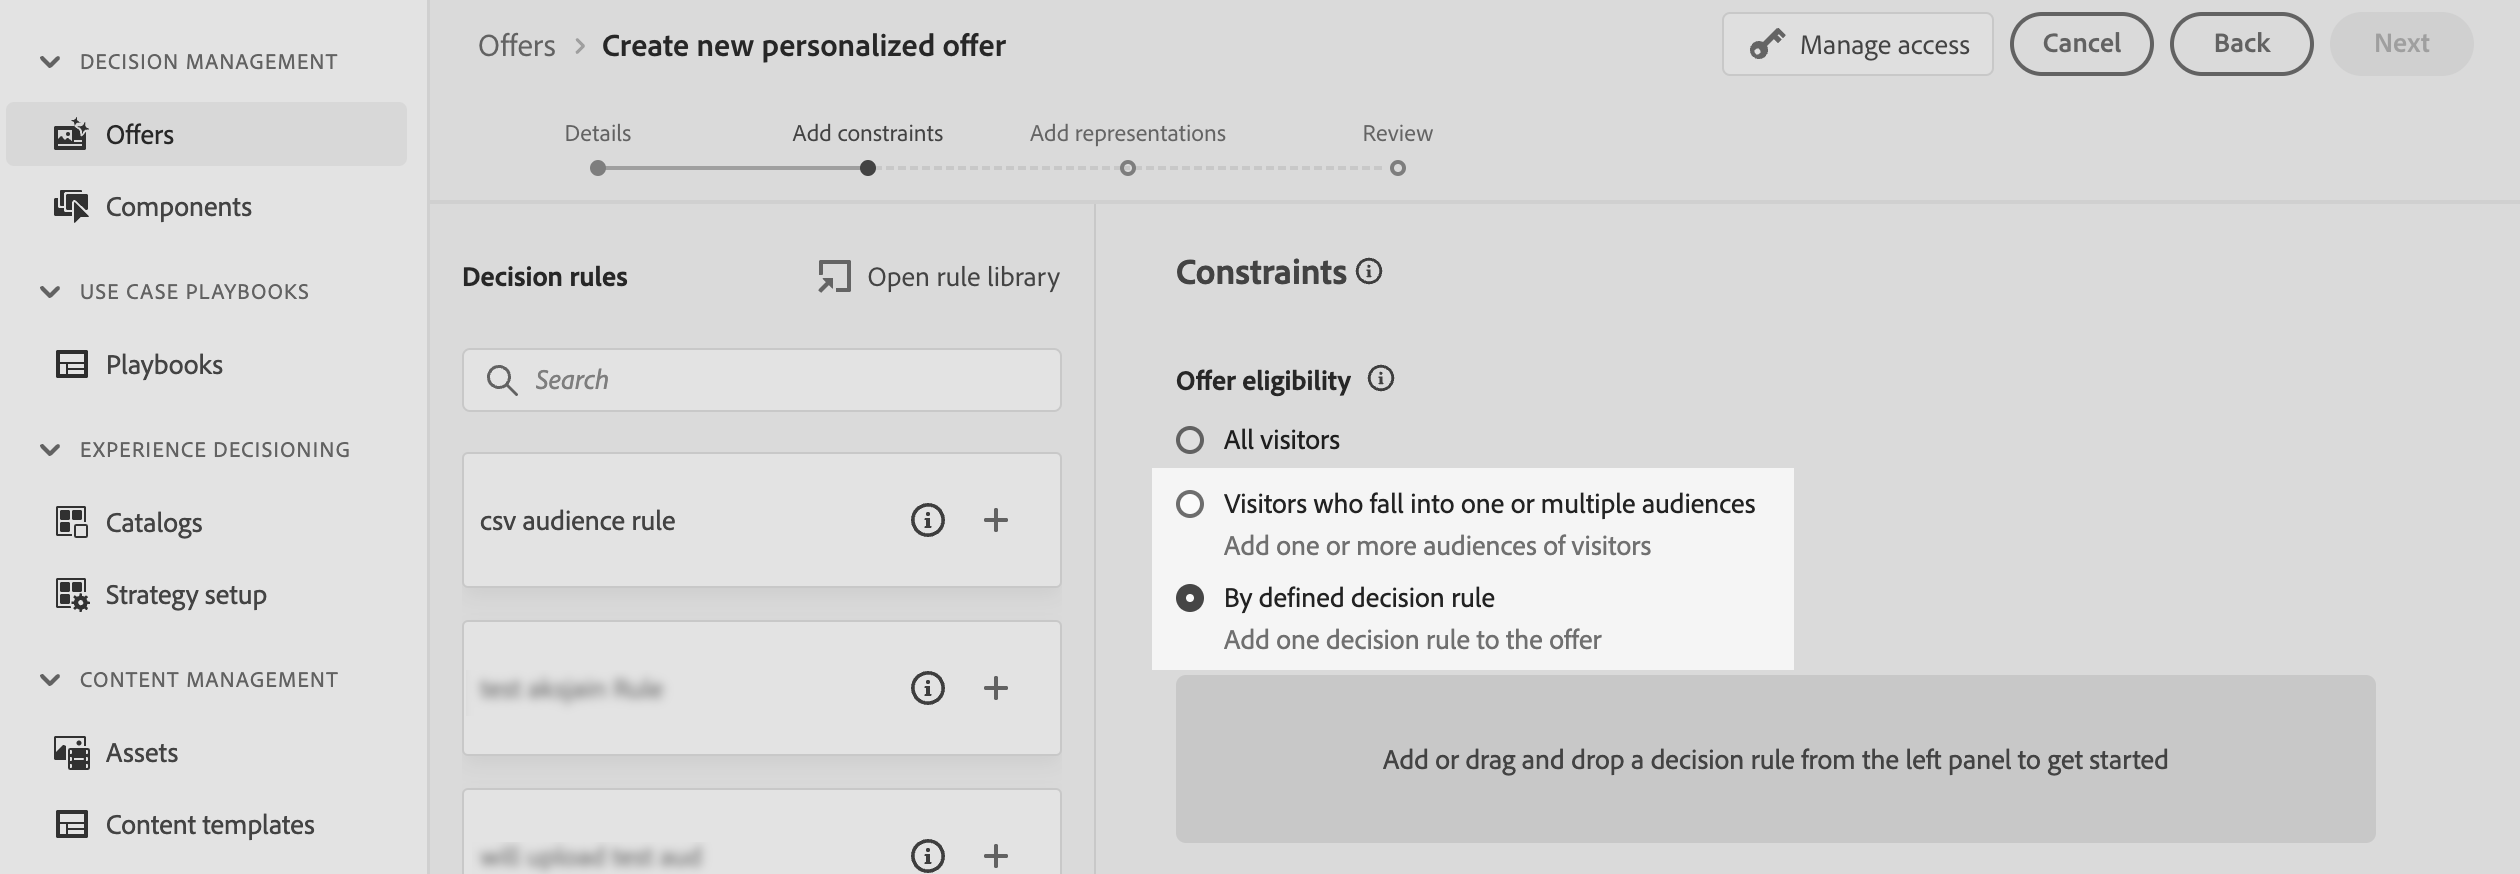 DECISION MANAGEMENT
Offers
Components
USE CASE PLAYBOOKS
Playbooks
EXPERIENCE DECISIONING
Catalogs
Strategy setup
CONTENT MANAGEMENT
Assets
Content templates
Offers > Create new personalized offer
Manage access
Cancel
Back
Next
Details
Add constraints
Add representations
Review
Decision rules
Open rule library
Search
csv audience rule
Constraints
Offer eligibility
All visitors
Visitors who fall into one or multiple audiences
Add one or more audiences of visitors
By defined decision rule
Add one decision rule to the offer
Add or drag and drop a decision rule from the left panel to get started